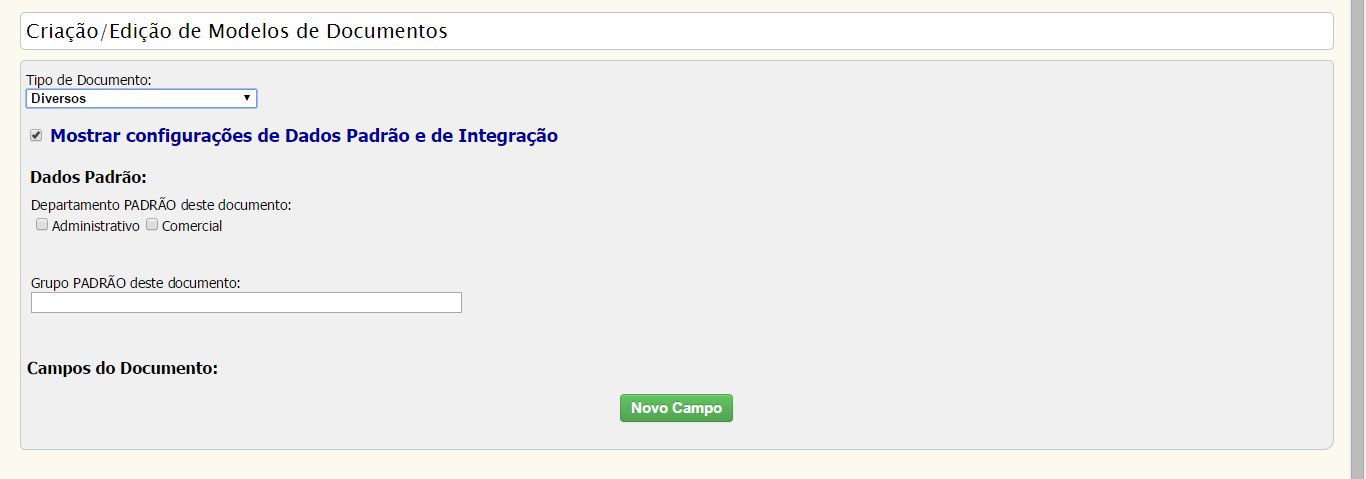 Criação/Edição de Modelos de Documentos
Tipo de Documento:
Diversos
Mostrar configurações de Dados Padrão e de Integração
Dados Padrão:
Departamento PADRÃO deste documento:
Administrativo Comercial
Grupo PADRÃO deste documento:
Campos do Documento:
Novo Campo